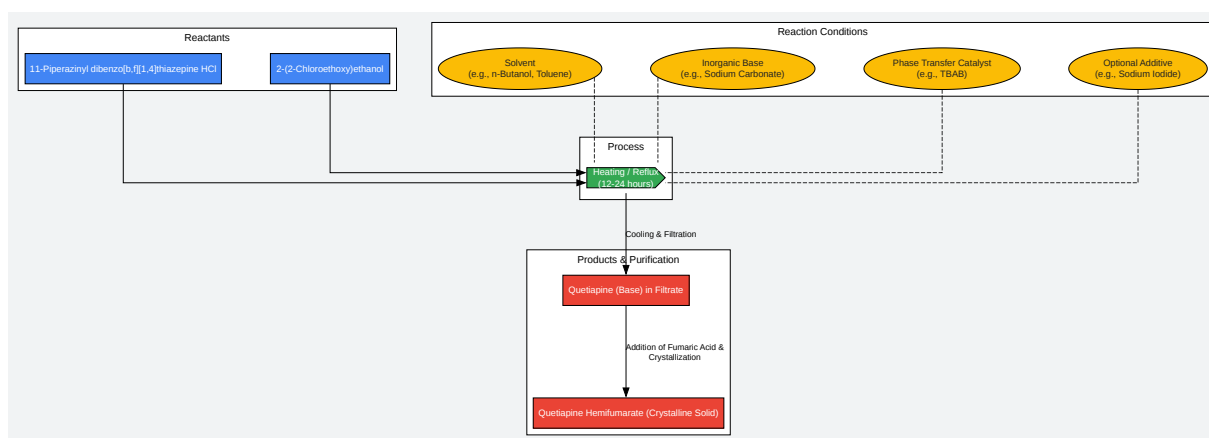 Reactants
11-Piperazinyl dibenzo[b,f][1,4]thiazepine HCl
2-(2-Chloroethoxy)ethanol
Reaction Conditions
Solvent
(e.g., n-Butanol, Toluene)
Inorganic Base
(e.g., Sodium Carbonate)
Phase Transfer Catalyst
(e.g., TBAB)
Optional Additive
(e.g., Sodium Iodide)
Process
Heating / Reflux
(12-24 hours)
Cooling & Filtration
Products & Purification
Quetiapine (Base) in Filtrate
Addition of Fumaric Acid &
Crystallization
Quetiapine Hemifumarate (Crystalline Solid)